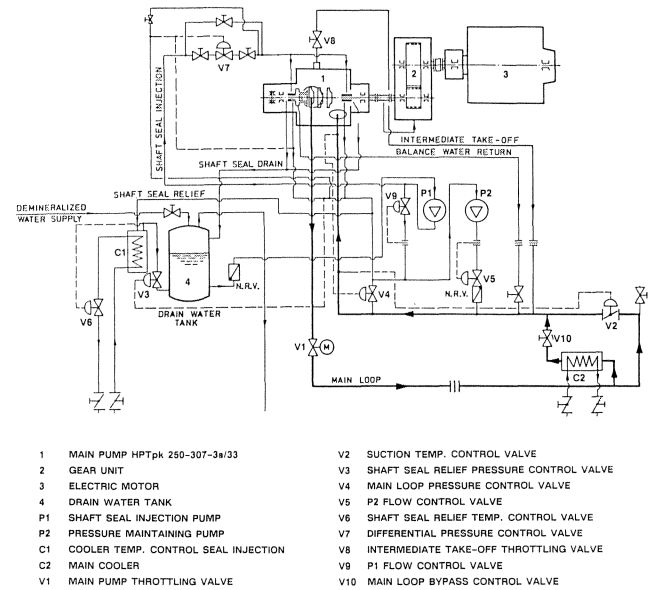 V8
V7
1
2
3
SHAFT SEAL INJECTION
INTERMEDIATE TAKE-OFF
BALANCE WATER RETURN
SHAFT SEAL DRAIN
SHAFT SEAL RELIEF
V9
P1
P2
DEMINERALIZED
WATER SUPPLY
C1
4
V3
N.R.V.
V4
V5
N.R.V.
V6
DRAIN WATER
TANK
V2
V1
M
V10
C2
MAIN LOOP
1 MAIN PUMP HPTpk 250-307-3s/33
2 GEAR UNIT
3 ELECTRIC MOTOR
4 DRAIN WATER TANK
P1 SHAFT SEAL INJECTION PUMP
P2 PRESSURE MAINTAINING PUMP
C1 COOLER TEMP. CONTROL SEAL INJECTION
C2 MAIN COOLER
V1 MAIN PUMP THROTTLING VALVE
V2 SUCTION TEMP. CONTROL VALVE
V3 SHAFT SEAL RELIEF PRESSURE CONTROL VALVE
V4 MAIN LOOP PRESSURE CONTROL VALVE
V5 P2 FLOW CONTROL VALVE
V6 SHAFT SEAL RELIEF TEMP. CONTROL VALVE
V7 DIFFERENTIAL PRESSURE CONTROL VALVE
V8 INTERMEDIATE TAKE-OFF THROTTLING VALVE
V9 P1 FLOW CONTROL VALVE
V10 MAIN LOOP BYPASS CONTROL VALVE